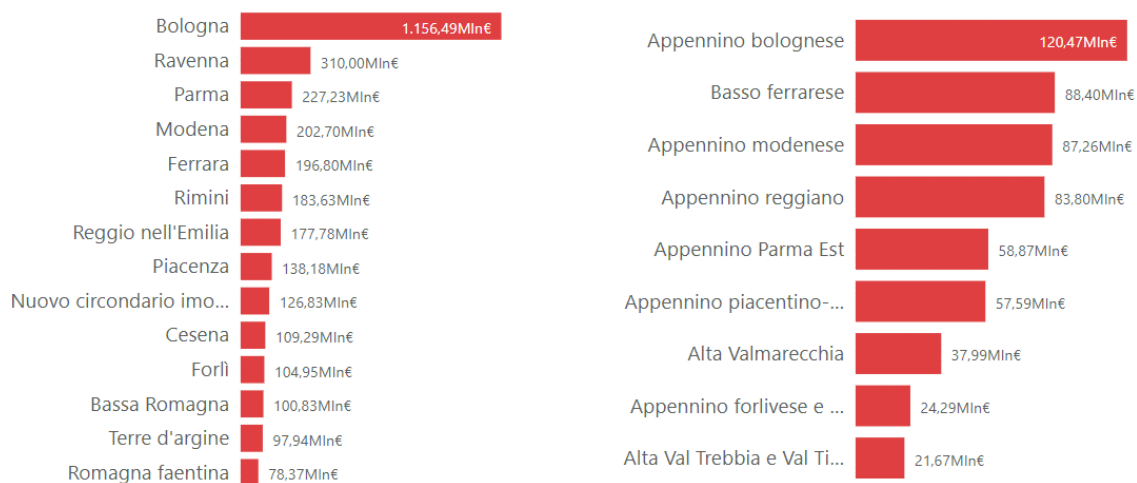 Bologna 1.156,49Mln€
Ravenna 310,00Mln€
Parma 227,23Mln€
Modena 202,70Mln€
Ferrara 196,80Mln€
Rimini 183,63Mln€
Reggio nell'Emilia 177,78Mln€
Piacenza 138,18Mln€
Nuovo circondario imo... 126,83Mln€
Cesena 109,29Mln€
Forlì 104,95Mln€
Bassa Romagna 100,83Mln€
Terre d'argine 97,94Mln€
Romagna faentina 78,37Mln€
Appennino bolognese 120,47Mln€
Basso ferrarese 88,40Mln€
Appennino modenese 87,26Mln€
Appennino reggiano 83,80Mln€
Appennino Parma Est 58,87Mln€
Appennino piacentino-... 57,59Mln€
Alta Valmarecchia 37,99Mln€
Appennino forlivese e ... 24,29Mln€
Alta Val Trebbia e Val Ti... 21,67Mln€